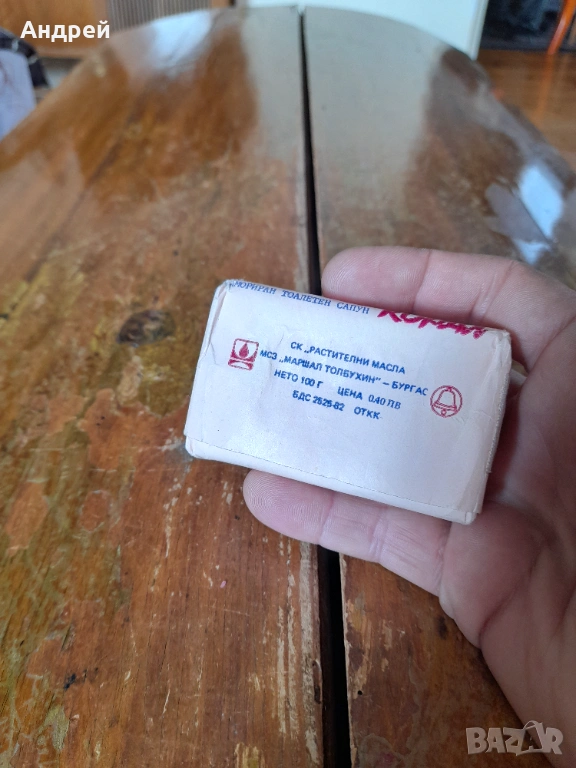 Андрей
ТОАЛЕТЕН САПУН
СК „РАСТИТЕЛНИ МАСЛА
МСЗ „МАРШАЛ ТОЛБУХИН" – БУРГАС
НЕТО 100 Г ЦЕНА 0,40 ЛВ
БДС 2525-82 ОТКК
BAZAR